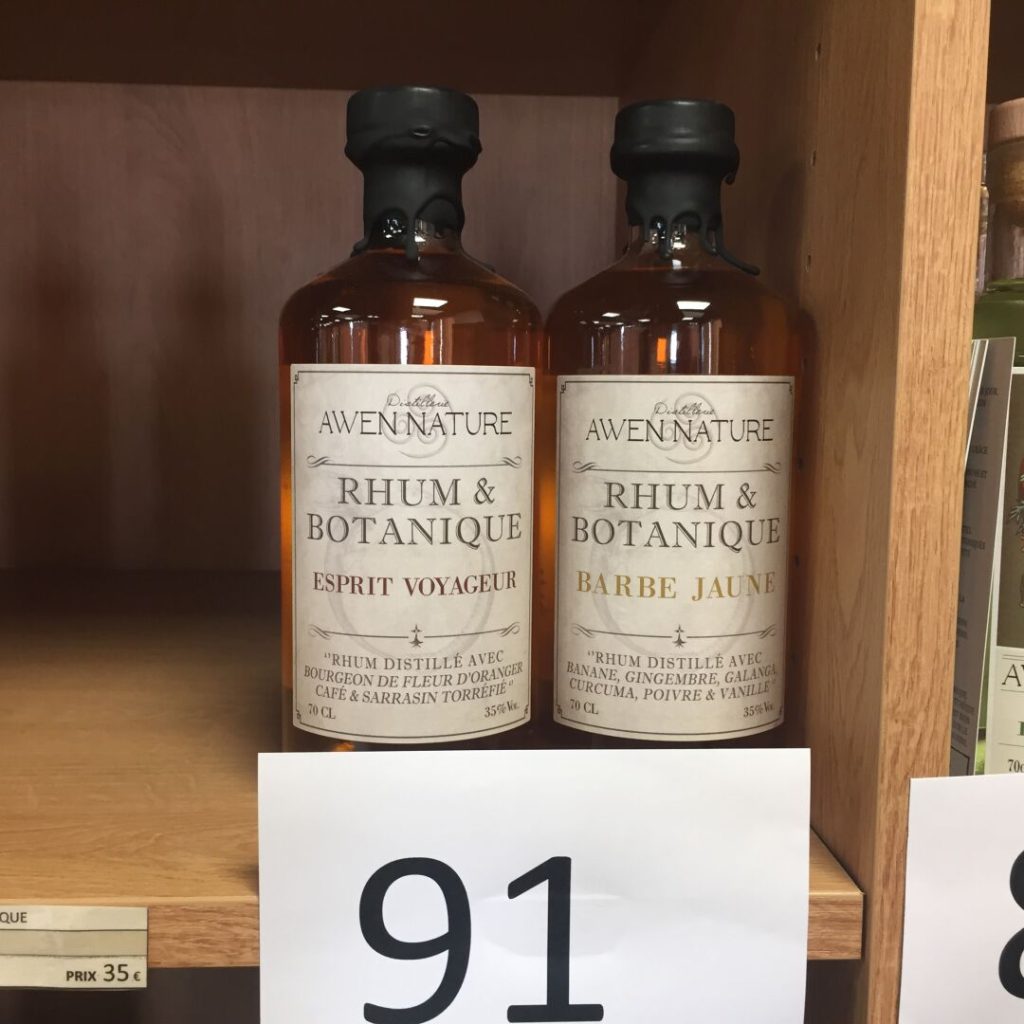 Distillerie
AWEN NATURE
RHUM &
BOTANIQUE
ESPRIT VOYAGEUR
"RHUM DISTILLÉ AVEC
BOURGEON DE FLEUR D'ORANGER
CAFÉ & SARRASIN TORRÉFIÉ"
70 CL 35% Vol.
Distillerie
AWEN NATURE
RHUM &
BOTANIQUE
BARBE JAUNE
"RHUM DISTILLÉ AVEC
BANANE, GINGEMBRE, GALANGA,
CURCUMA, POIVRE & VANILLE"
70 CL 35% Vol.
91
QUE
PRIX 35 €